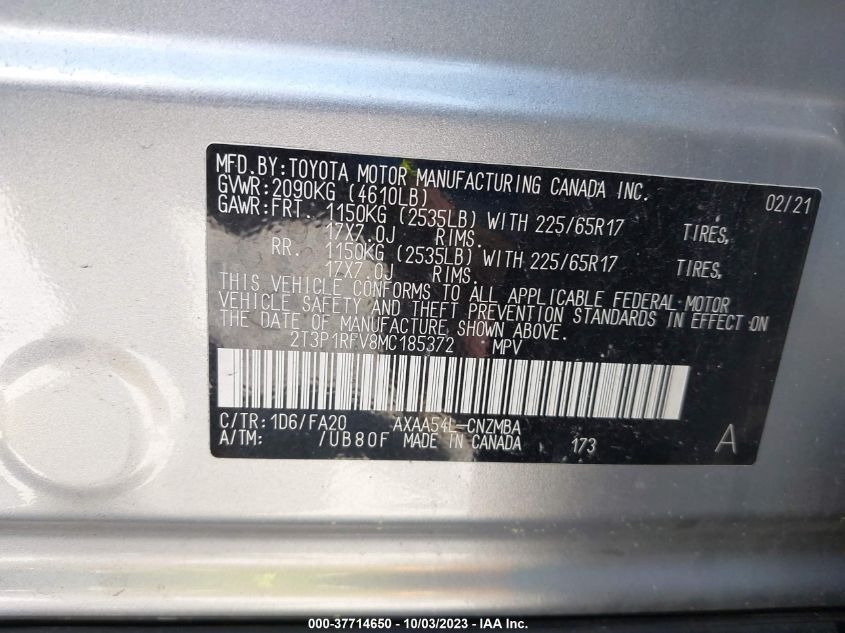 MFD.BY:TOYOTA MOTOR MANUFACTURING CANADA INC. 02/21
GVWR:2090KG (4610LB)
GAWR:FRT. 1150KG (2535LB) WITH 225/65R17 TIRES,
17X7.0J RIMS.
RR. 1150KG (2535LB) WITH 225/65R17 TIRES,
17X7.0J RIMS.
THIS VEHICLE CONFORMS TO ALL APPLICABLE FEDERAL MOTOR
VEHICLE SAFETY AND THEFT PREVENTION STANDARDS IN EFFECT ON
THE DATE OF MANUFACTURE SHOWN ABOVE.
2T3P1RFV8MC185372 MPV
C/TR:1D6/FA20 AXAA54L-CNZMBA
A/TM: /UB80F MADE IN CANADA 173 A
000-37714650 - 10/03/2023 - IAA Inc.